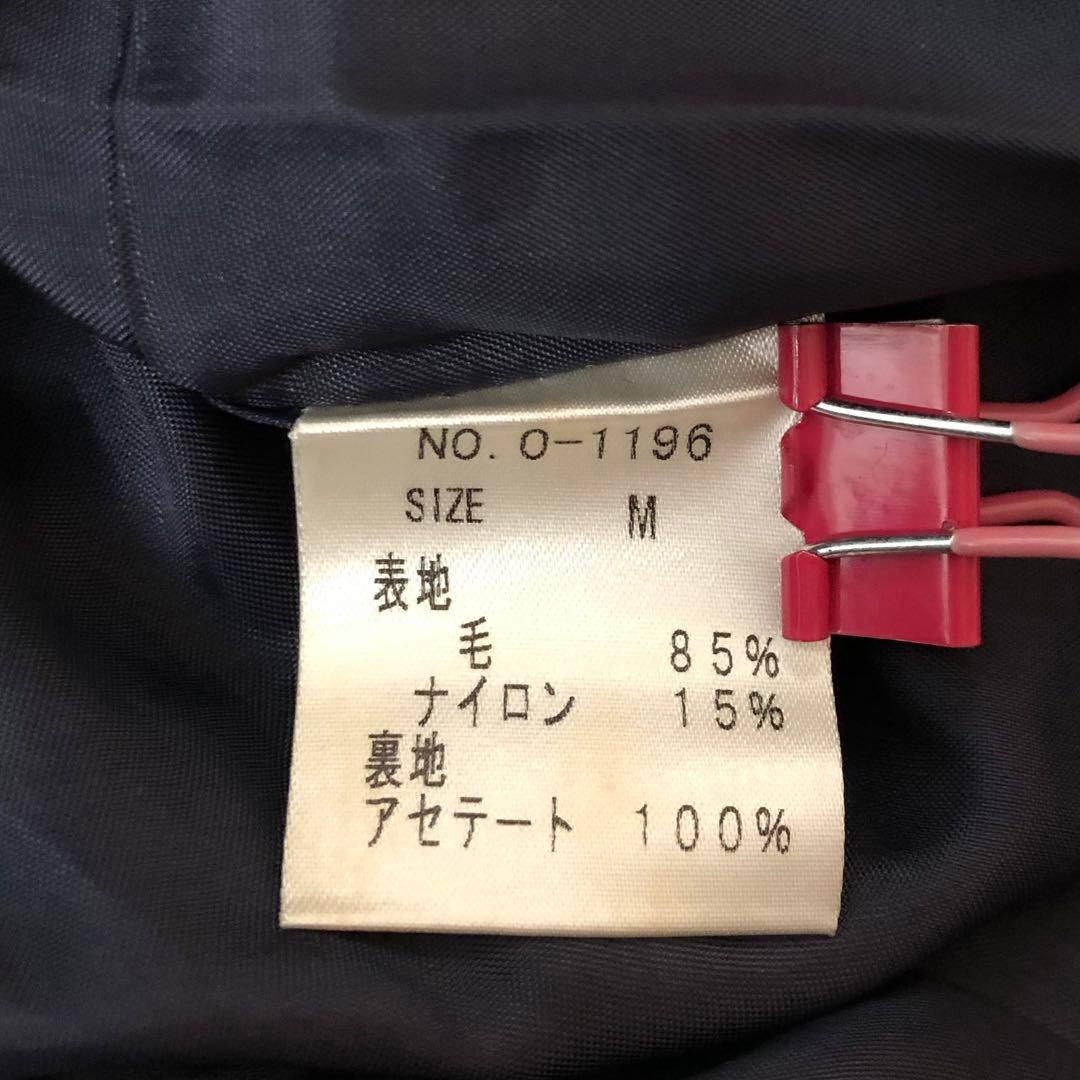 NO. O-1196
SIZE M
表地
毛 85%
ナイロン 15%
裏地
アセテート 100%